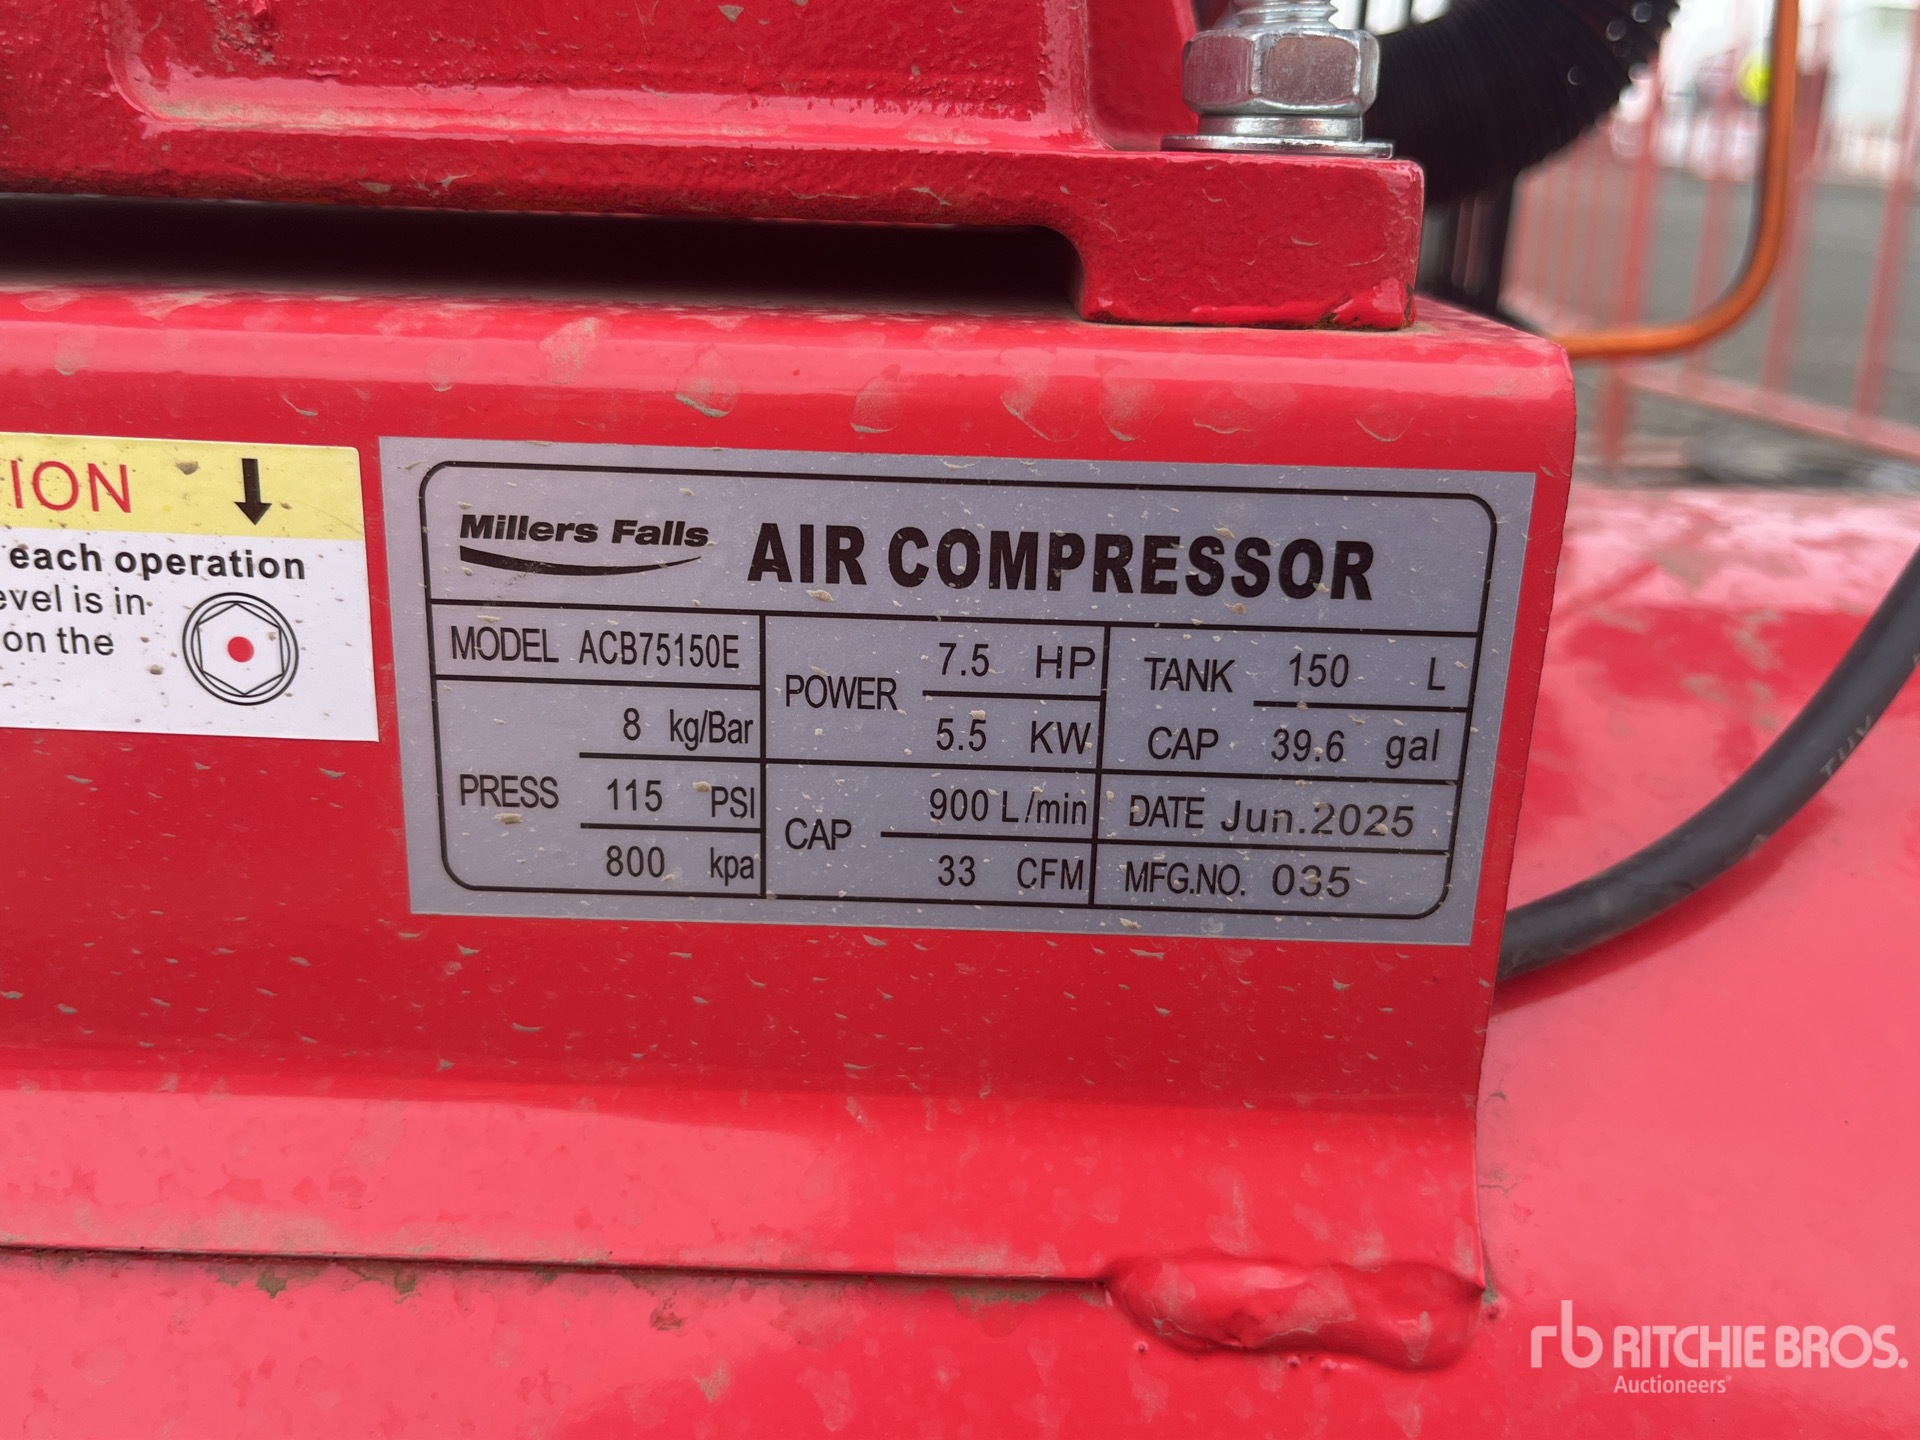 ION ↓
each operation
evel is in
on the
Millers Falls AIR COMPRESSOR
MODEL ACB75150E
PRESS 8 kg/Bar
115 PSI
800 kpa
POWER 7.5 HP
5.5 KW
CAP 900 L/min
33 CFM
TANK CAP 150 L
39.6 gal
DATE Jun.2025
MFG.NO. 035
rb RITCHIE BROS.
Auctioneers